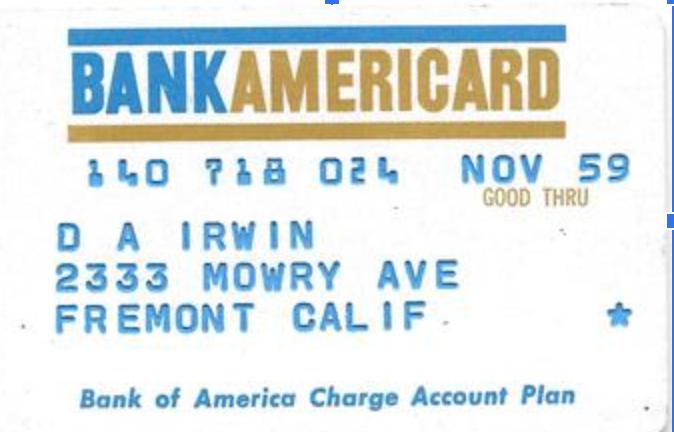 BANKAMERICARD
140 718 024 NOV 59
GOOD THRU
D A IRWIN
2333 MOWRY AVE
FREMONT CALIF
Bank of America Charge Account Plan